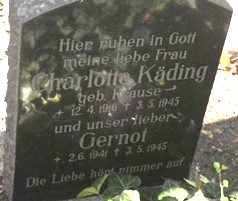 Hier ruhen in Gott
meine liebe Frau
Charlotte Käding
geb. Krause
* 12.4.1916 † 3.5.1945
und unser lieber
Gernot
* 2.6.1941 † 3.5.1945
Die Liebe hört nimmer auf